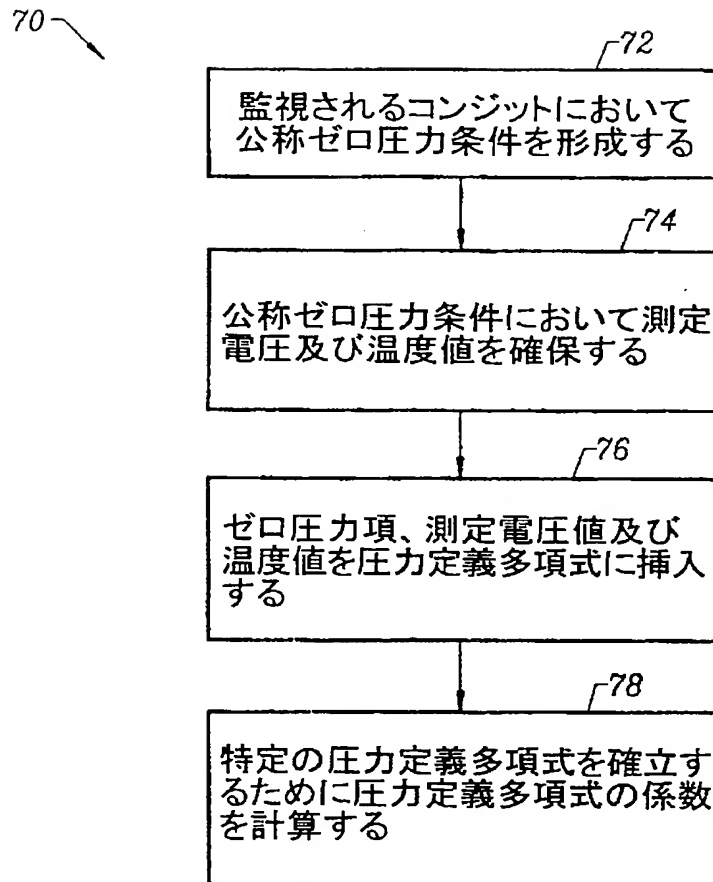 70
72
監視されるコンジットにおいて
公称ゼロ圧力条件を形成する
74
公称ゼロ圧力条件において測定
電圧及び温度値を確保する
76
ゼロ圧力項、測定電圧値及び
温度値を圧力定義多項式に挿入
する
78
特定の圧力定義多項式を確立す
るために圧力定義多項式の係数
を計算する